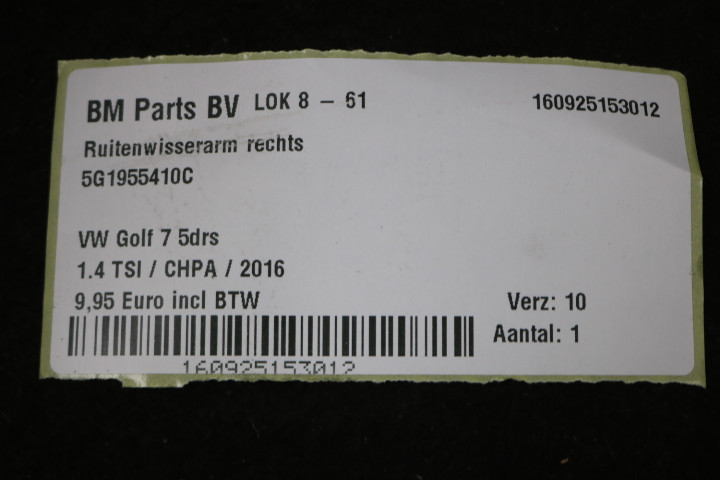 BM Parts BV LOK 8 - 61 160925153012
Ruitenwisserarm rechts
5G1955410C
VW Golf 7 5drs
1.4 TSI / CHPA / 2016
9,95 Euro incl BTW Verz: 10
Aantal: 1
160925153012